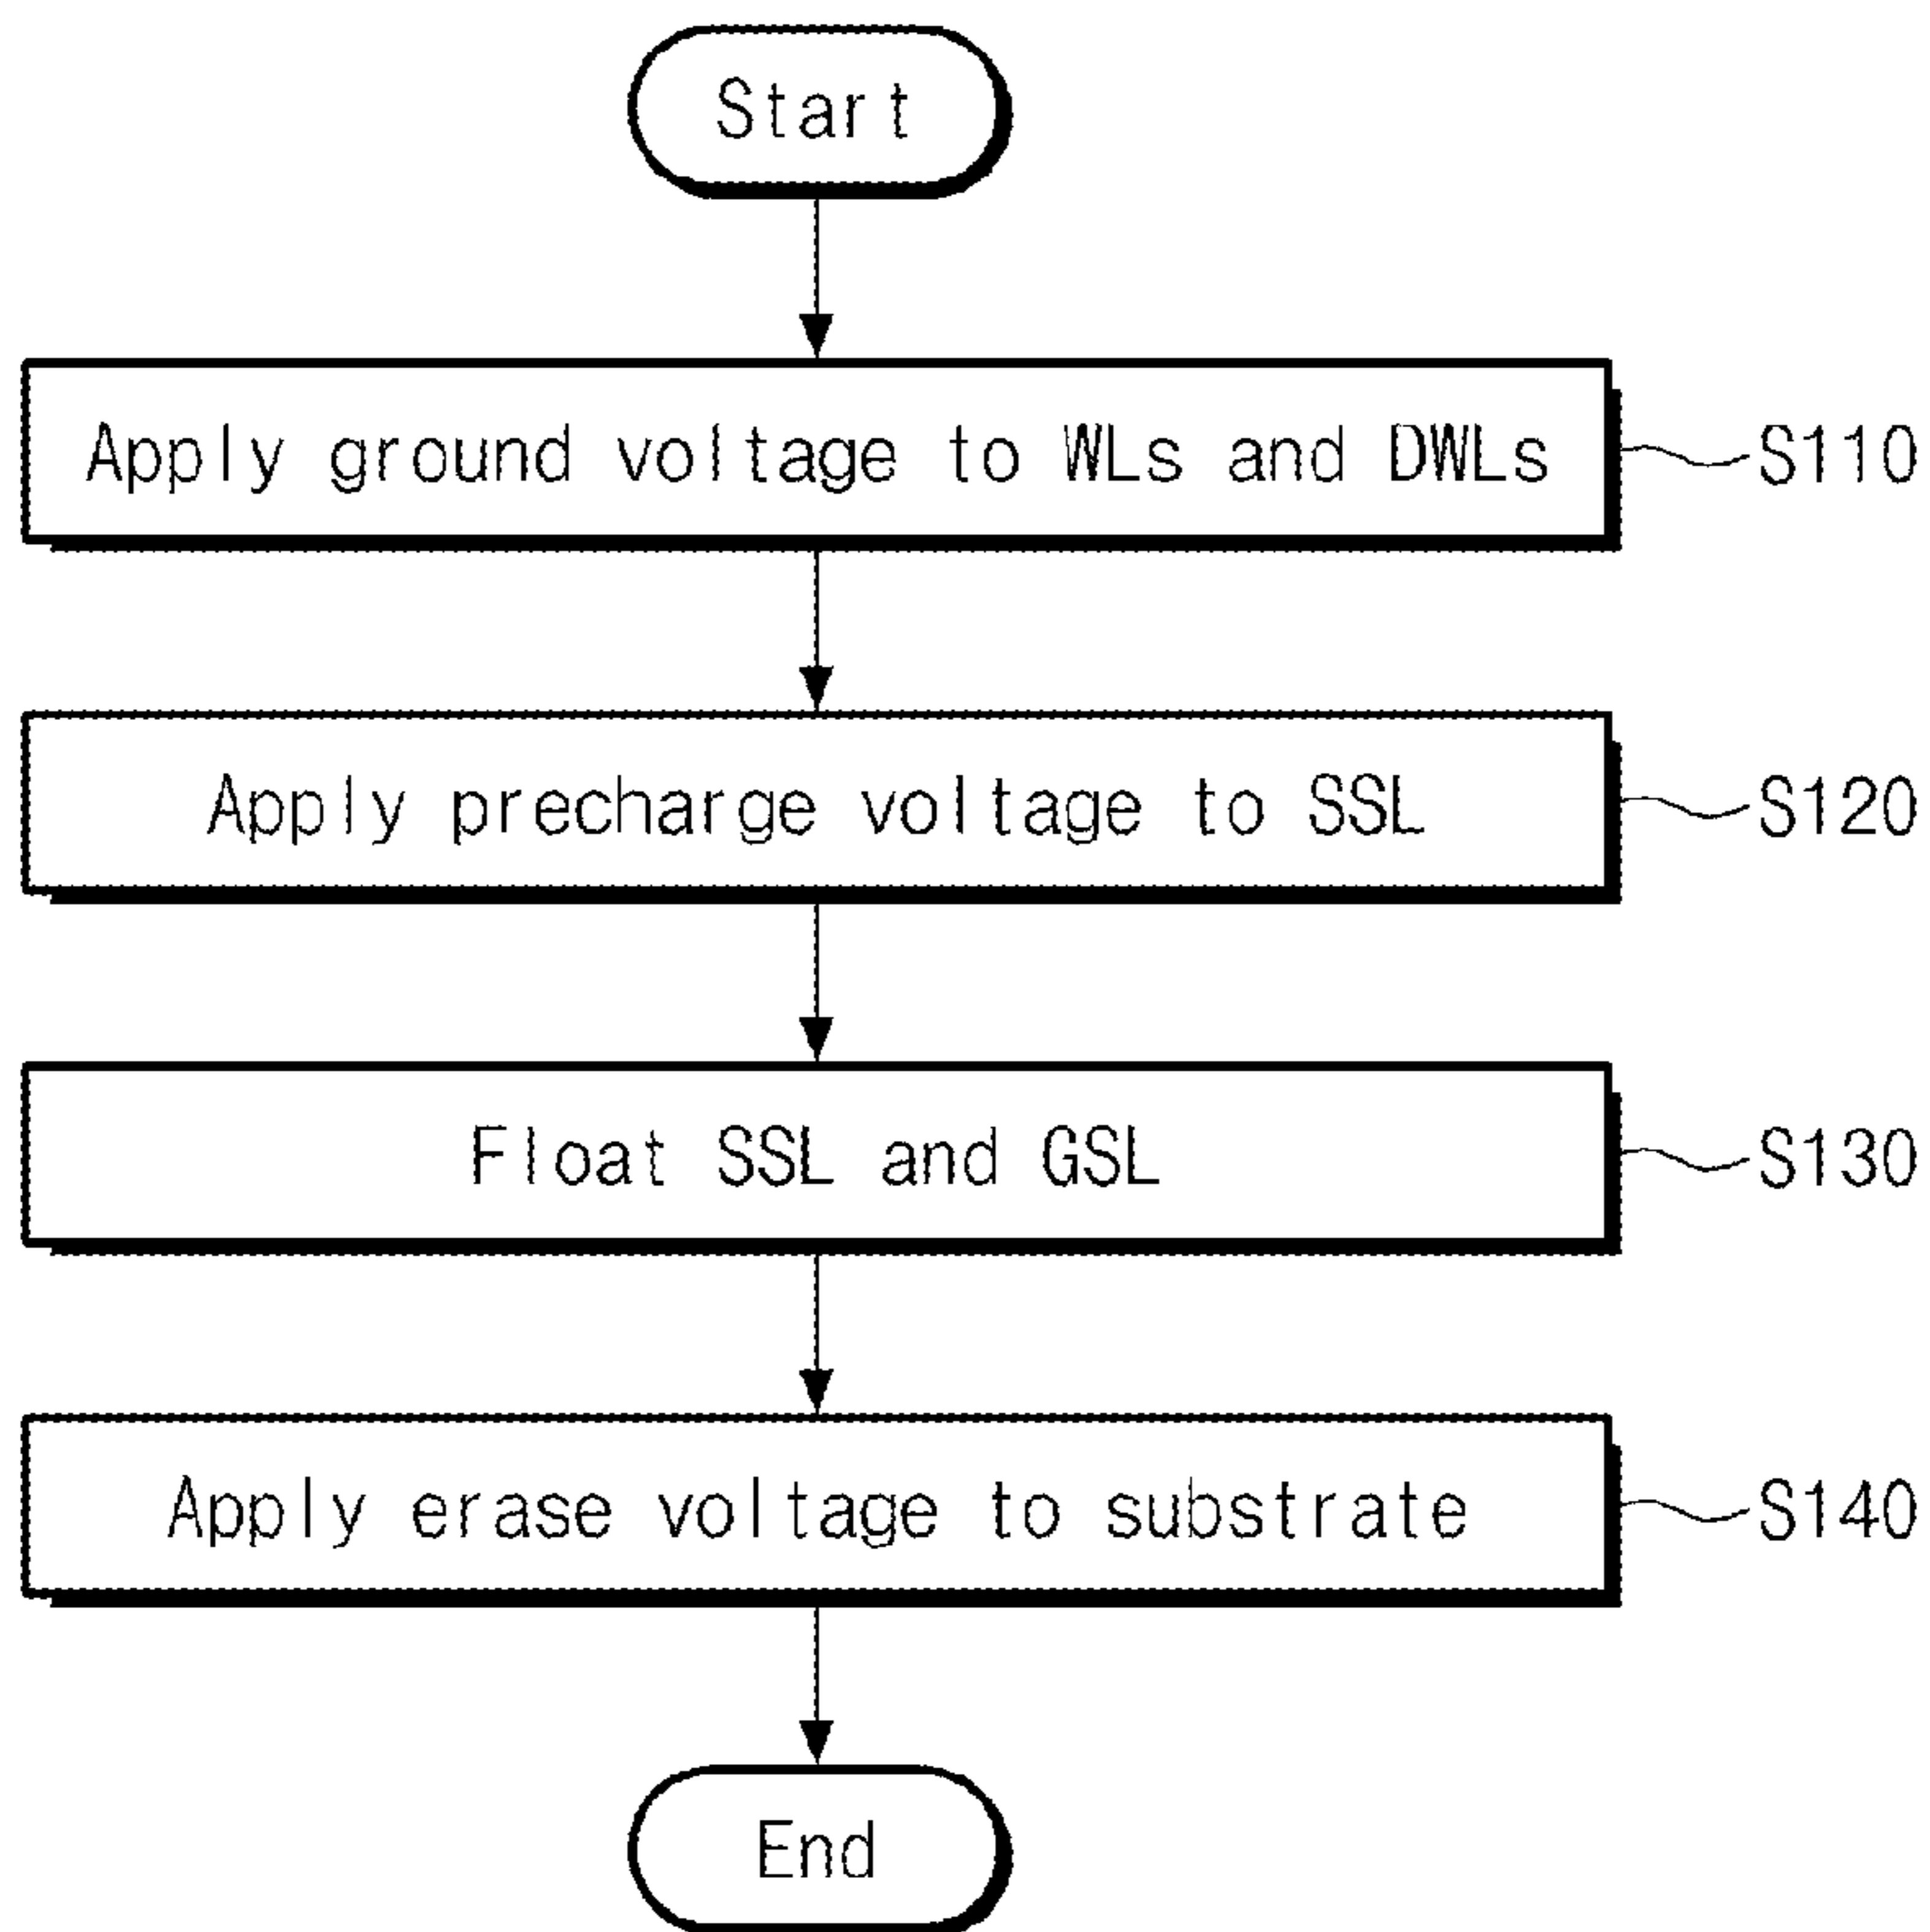 Start
Apply ground voltage to WLs and DWLs
S110
Apply precharge voltage to SSL
S120
Float SSL and GSL
S130
Apply erase voltage to substrate
S140
End